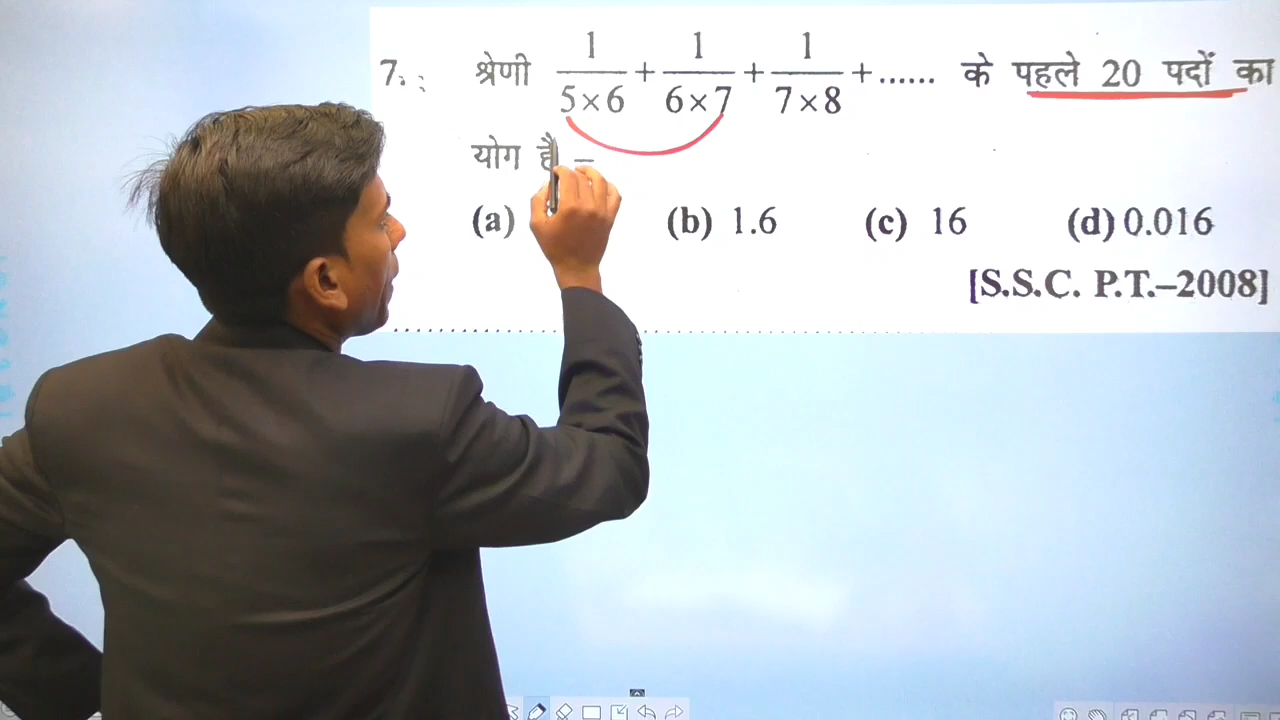 7. श्रेणी 1/5×6 + 1/6×7 + 1/7×8 + ...... के पहले 20 पदों का
योग है –
(a) (b) 1.6 (c) 16 (d) 0.016
[S.S.C. P.T.–2008]